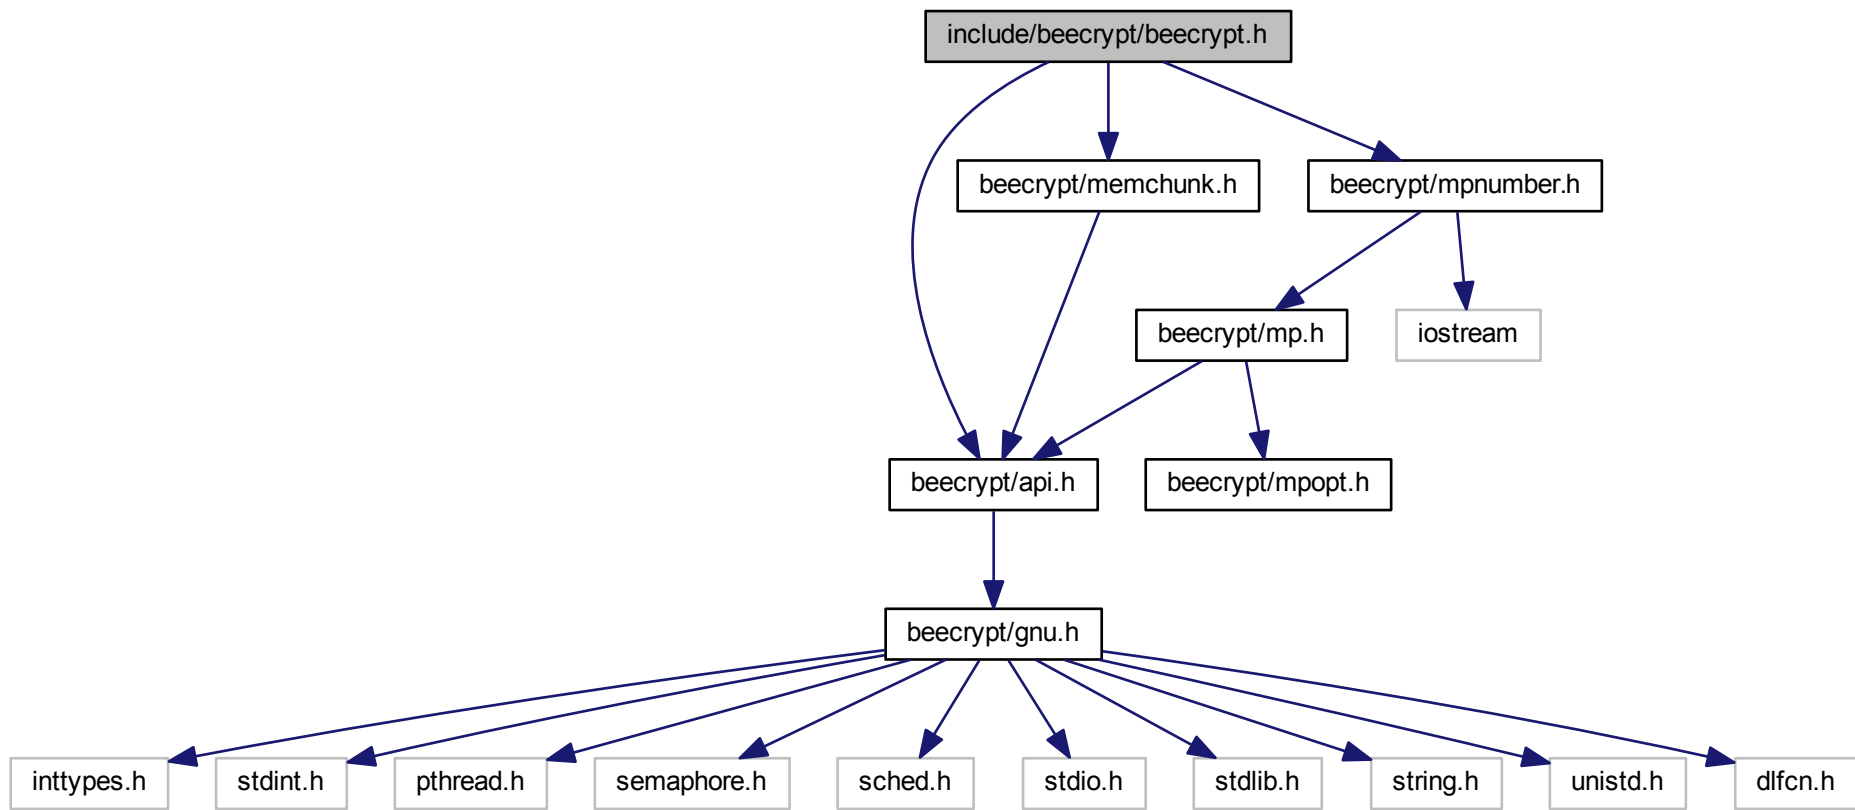 include/beecrypt/beecrypt.h
beecrypt/memchunk.h
beecrypt/mpnumber.h
beecrypt/mp.h
iostream
beecrypt/api.h
beecrypt/mpopt.h
beecrypt/gnu.h
inttypes.h
stdint.h
pthread.h
semaphore.h
sched.h
stdio.h
stdlib.h
string.h
unistd.h
dlfcn.h